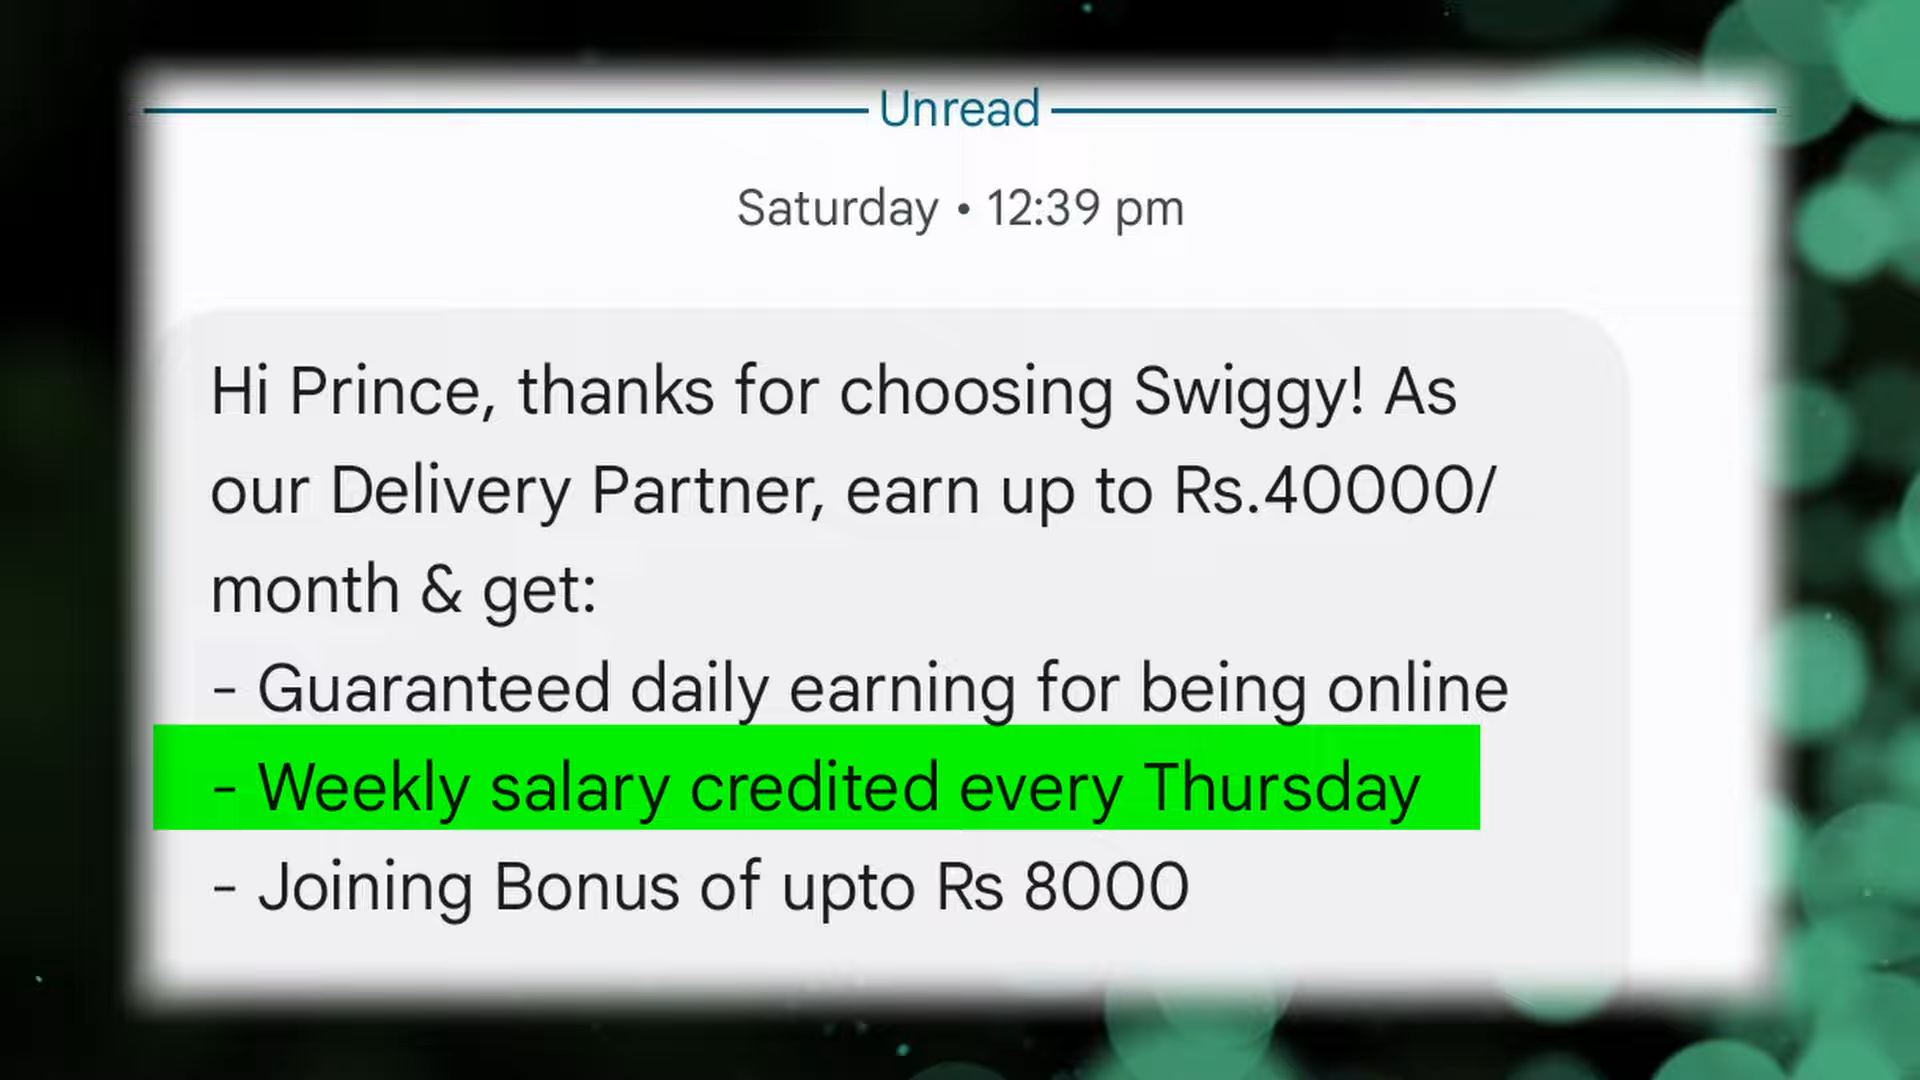 Unread
Saturday • 12:39 pm
Hi Prince, thanks for choosing Swiggy! As
our Delivery Partner, earn up to Rs.40000/
month & get:
- Guaranteed daily earning for being online
- Weekly salary credited every Thursday
- Joining Bonus of upto Rs 8000